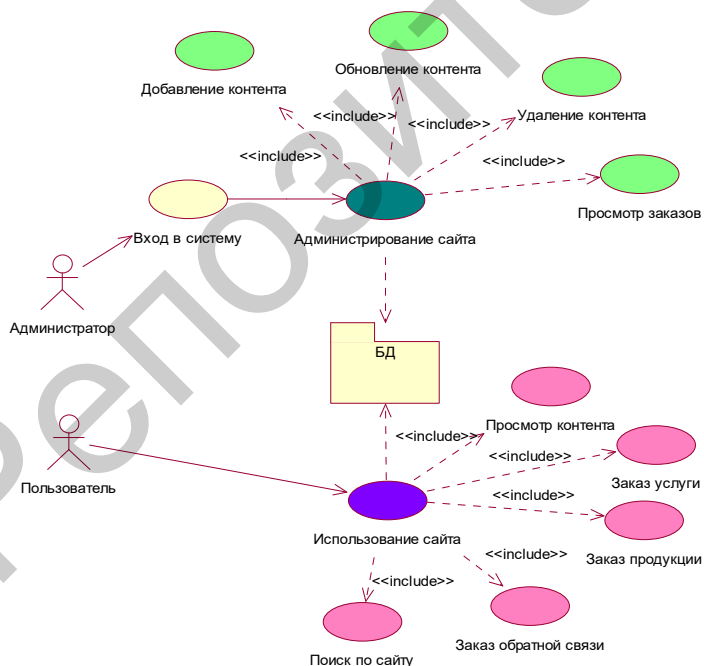 Обновление контента
Добавление контента
<<include>>
<<include>>
Удаление контента
<<include>>
<<include>>
Просмотр заказов
Вход в систему
Администрирование сайта
Администратор
БД
Просмотр контента
<<include>>
<<include>>
Заказ услуги
Пользователь
<<include>>
Использование сайта
Заказ продукции
<<include>>
<<include>>
Заказ обратной связи
Поиск по сайту
Репозито